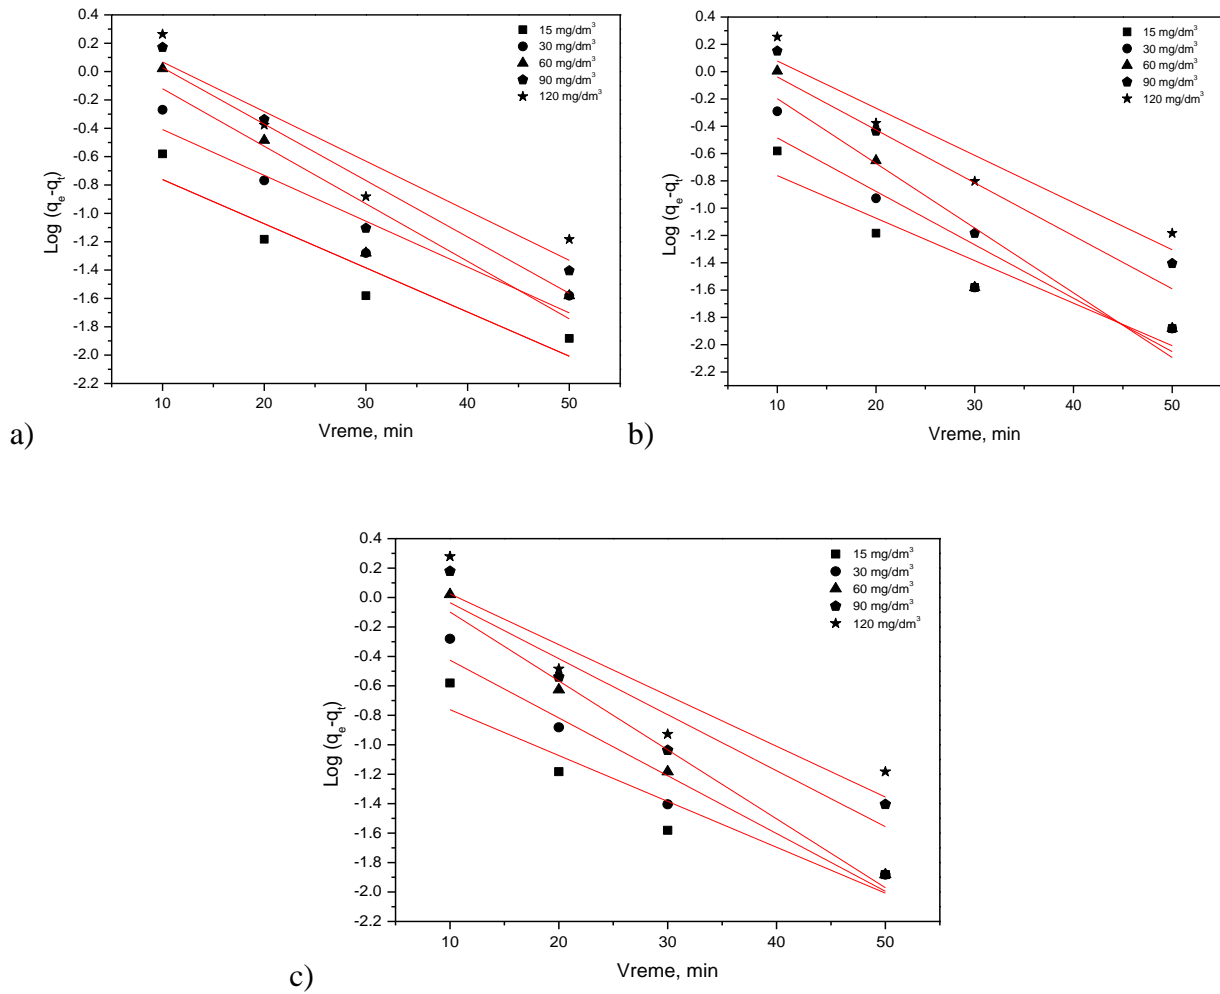 0.4
0.2
0.0
-0.2
-0.4
-0.6
-0.8
-1.0
-1.2
-1.4
-1.6
-1.8
-2.0
-2.2
Log (q_e-q_t)
15 mg/dm³
30 mg/dm³
60 mg/dm³
90 mg/dm³
120 mg/dm³
10 20 30 40 50
Vreme, min
a)
0.4
0.2
0.0
-0.2
-0.4
-0.6
-0.8
-1.0
-1.2
-1.4
-1.6
-1.8
-2.0
-2.2
Log (q_e-q_t)
15 mg/dm³
30 mg/dm³
60 mg/dm³
90 mg/dm³
120 mg/dm³
10 20 30 40 50
Vreme, min
b)
0.4
0.2
0.0
-0.2
-0.4
-0.6
-0.8
-1.0
-1.2
-1.4
-1.6
-1.8
-2.0
-2.2
Log (q_e-q_t)
15 mg/dm³
30 mg/dm³
60 mg/dm³
90 mg/dm³
120 mg/dm³
10 20 30 40 50
Vreme, min
c)